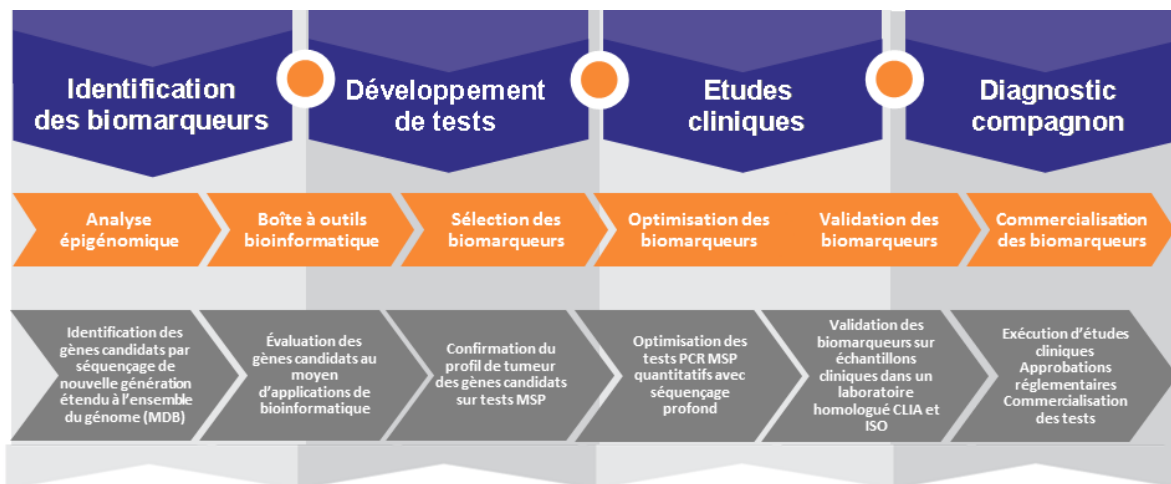 Identification
des biomarqueurs
Développement
de tests
Etudes
cliniques
Diagnostic
compagnon
Analyse
épigénomique
Boîte à outils
bioinformatique
Sélection des
biomarqueurs
Optimisation des
biomarqueurs
Validation des
biomarqueurs
Commercialisation
des biomarqueurs
Identification des
gènes candidats par
séquençage de
nouvelle génération
étendu à l'ensemble
du génome (MDB)
Évaluation des
gènes candidats au
moyen
d'applications de
bioinformatique
Confirmation du
profil de tumeur
des gènes candidats
sur tests MSP
Optimisation des
tests PCR MSP
quantitatifs avec
séquençage
profond
Validation des
biomarqueurs sur
échantillons
cliniques dans un
laboratoire
homologué CLIA et
ISO
Exécution d'études
cliniques
Approbations
réglementaires
Commercialisation
des tests